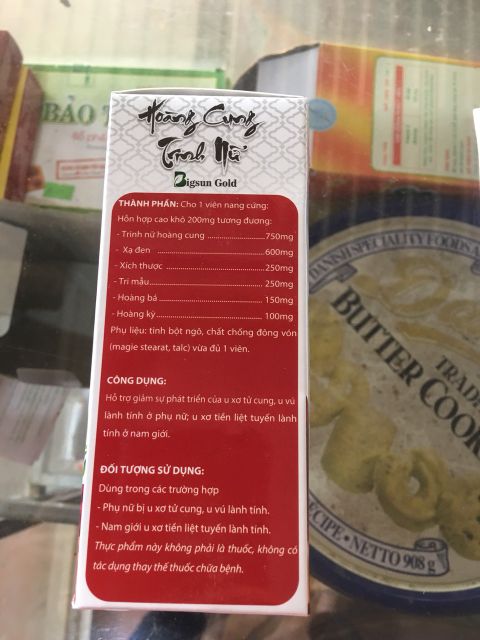 BẢO
Hoàng Cung
Trinh Nữ
Bigsun Gold
THÀNH PHẦN: Cho 1 viên nang cứng:
Hỗn hợp cao khô 200mg tương đương:
- Trinh nữ hoàng cung ..................750mg
- Xạ đen ..................600mg
- Xích thược ..................250mg
- Tri mẫu..................250mg
- Hoàng bá ..................150mg
- Hoàng kỳ.................. 100mg
Phụ liệu: tinh bột ngô, chất chống đông vón
(magie stearat, talc) vừa đủ 1 viên.
CÔNG DỤNG:
Hỗ trợ giảm sự phát triển của u xơ tử cung, u vú
lành tính ở phụ nữ; u xơ tiền liệt tuyến lành
tính ở nam giới.
ĐỐI TƯỢNG SỬ DỤNG:
Dùng trong các trường hợp
- Phụ nữ bị u xơ tử cung, u vú lành tính.
- Nam giới u xơ tiền liệt tuyến lành tính.
Thực phẩm này không phải là thuốc, không có
tác dụng thay thế thuốc chữa bệnh.
DANISH SPECIALITY FOODS
BUTTER COOK
NETTO 908 g